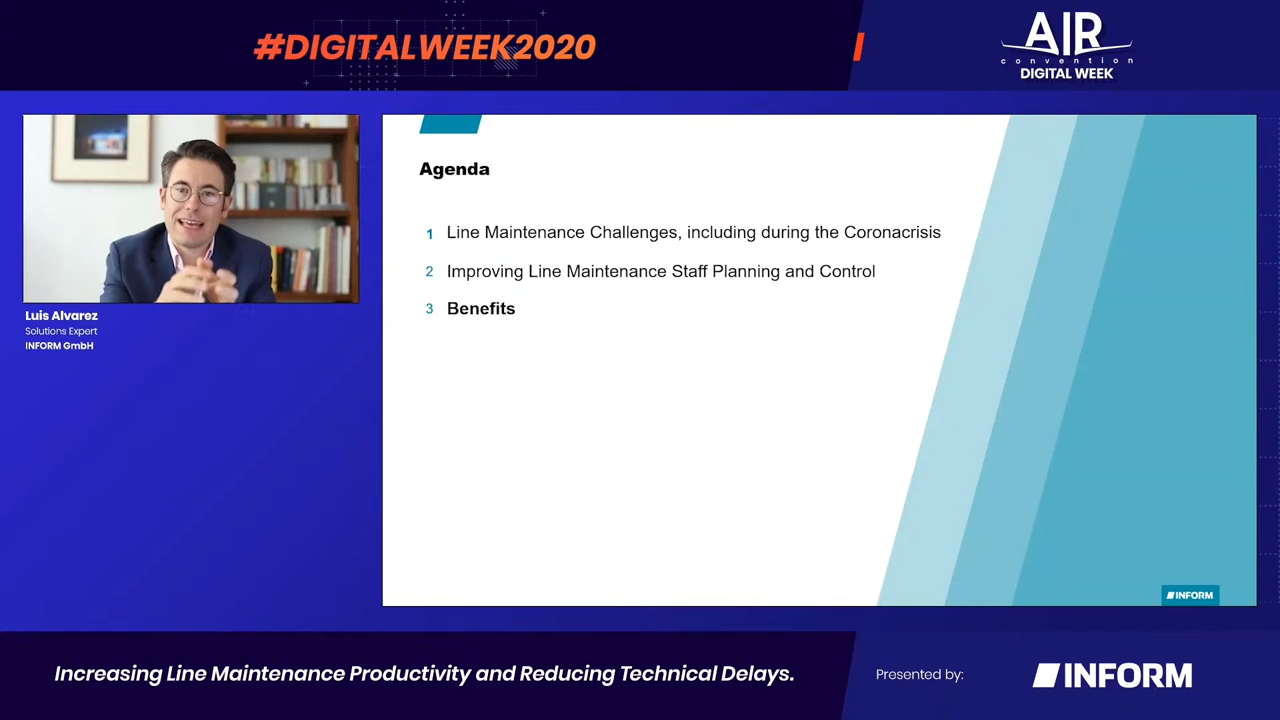 #DIGITALWEEK2020
AIR
convention
DIGITAL WEEK
Luis Alvarez
Solutions Expert
INFORM GmbH
Agenda
1 Line Maintenance Challenges, including during the Coronacrisis
2 Improving Line Maintenance Staff Planning and Control
3 Benefits
INFORM
Increasing Line Maintenance Productivity and Reducing Technical Delays.
Presented by:
INFORM